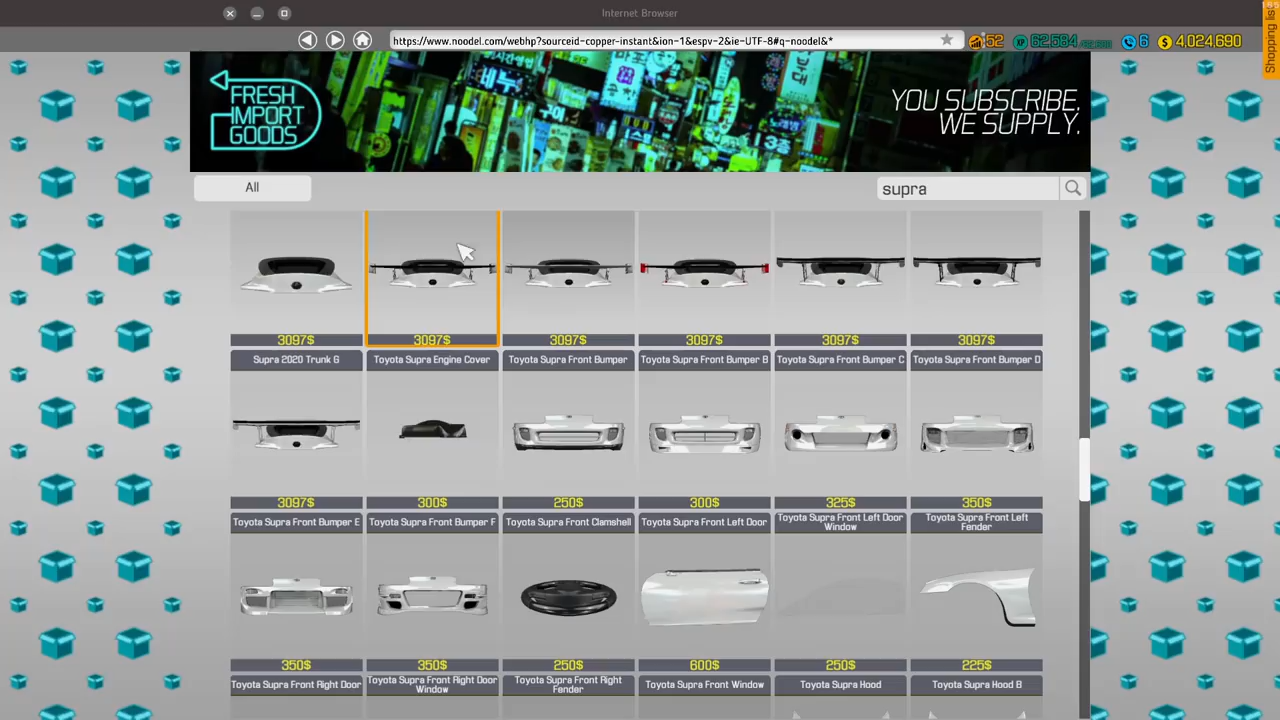 Internet Browser
https://www.noodel.com/webhp?sourceid=copper-instant&ion-1&espv-2&ie-UTF-8#q-noodel&*
52
62,584
6
4,024,690
Shopping list
FRESH
IMPORT
GOODS
YOU SUBSCRIBE.
WE SUPPLY.
All
supra
3097$ 3097$ 3097$ 3097$ 3097$ 3097$
Supra 2020 Trunk G
Toyota Supra Engine Cover
Toyota Supra Front Bumper
Toyota Supra Front Bumper B
Toyota Supra Front Bumper C
Toyota Supra Front Bumper D
3097$ 300$ 250$ 300$ 325$ 350$
Toyota Supra Front Bumper E
Toyota Supra Front Bumper F
Toyota Supra Front Clamshell
Toyota Supra Front Left Door
Toyota Supra Front Left Door
Window
Toyota Supra Front Left
Fender
350$ 350$ 250$ 600$ 250$ 225$
Toyota Supra Front Right Door
Toyota Supra Front Right Door
Window
Toyota Supra Front Right
Fender
Toyota Supra Front Window
Toyota Supra Hood
Toyota Supra Hood B